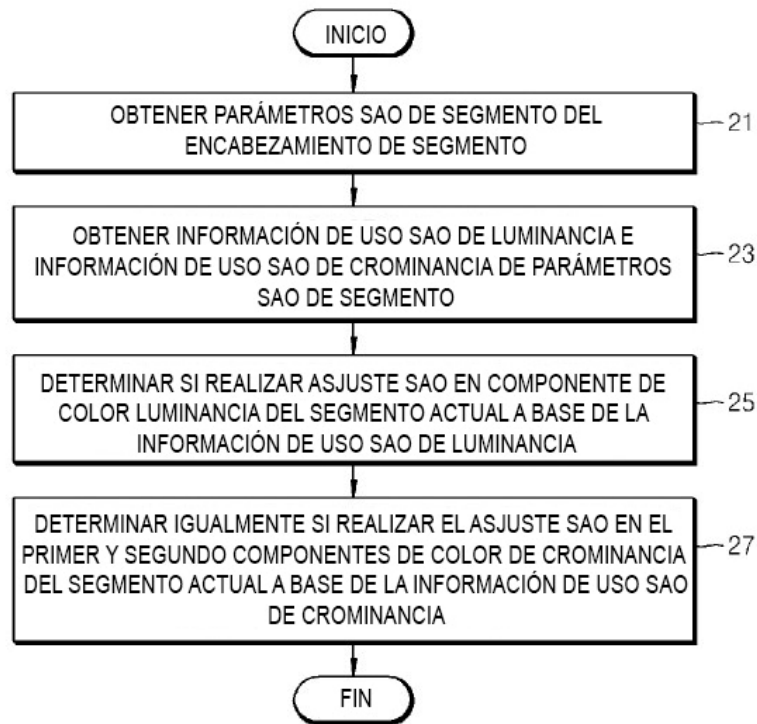 INICIO
OBTENER PARÁMETROS SAO DE SEGMENTO DEL
ENCABEZAMIENTO DE SEGMENTO
21
OBTENER INFORMACIÓN DE USO SAO DE LUMINANCIA E
INFORMACIÓN DE USO SAO DE CROMINANCIA DE PARÁMETROS
SAO DE SEGMENTO
23
DETERMINAR SI REALIZAR ASJUSTE SAO EN COMPONENTE DE
COLOR LUMINANCIA DEL SEGMENTO ACTUAL A BASE DE LA
INFORMACIÓN DE USO SAO DE LUMINANCIA
25
DETERMINAR IGUALMENTE SI REALIZAR EL ASJUSTE SAO EN EL
PRIMER Y SEGUNDO COMPONENTES DE COLOR DE CROMINANCIA
DEL SEGMENTO ACTUAL A BASE DE LA INFORMACIÓN DE USO SAO
DE CROMINANCIA
27
FIN